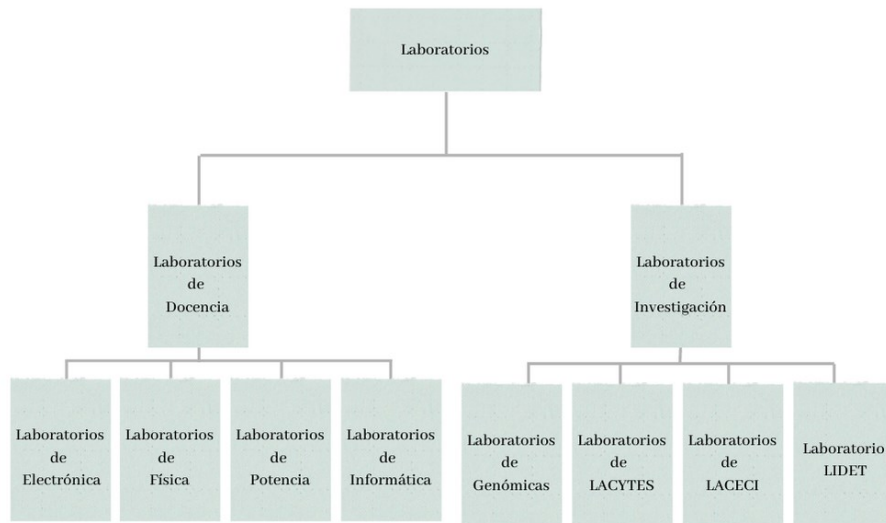 Laboratorios
Laboratorios
de
Docencia
Laboratorios
de
Investigación
Laboratorios
de
Electrónica
Laboratorios
de
Física
Laboratorios
de
Potencia
Laboratorios
de
Informática
Laboratorios
de
Genómicas
Laboratorios
de
LACYTES
Laboratorios
de
LACECI
Laboratorio
LIDET